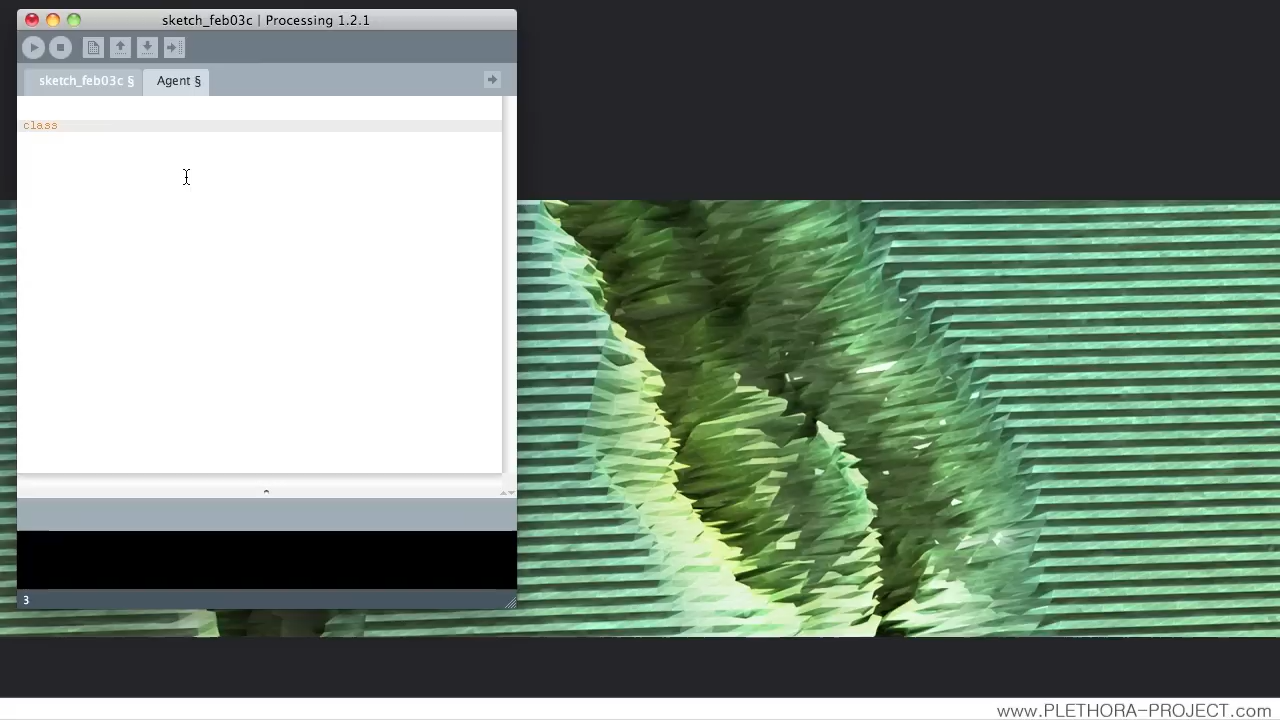 sketch_feb03c | Processing 1.2.1
sketch_feb03c §
Agent §
class
3
www.PLETHORA-PROJECT.com